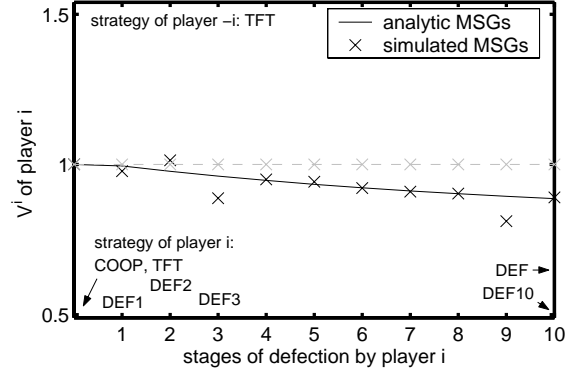 1.5
strategy of player −i: TFT
analytic MSGs
simulated MSGs
V^i of player i
1
strategy of player i:
COOP, TFT
DEF1
DEF2
DEF3
DEF
DEF10
0.5
1 2 3 4 5 6 7 8 9 10
stages of defection by player i